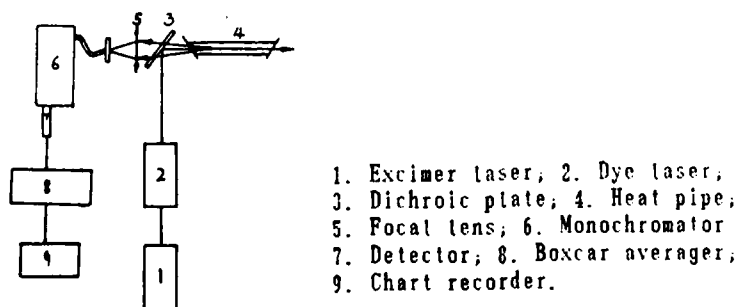 5 3
4
6
8
2
9
1
1. Excimer laser; 2. Dye laser;
3. Dichroic plate; 4. Heat pipe;
5. Focal lens; 6. Monochromator
7. Detector; 8. Boxcar averager;
9. Chart recorder.